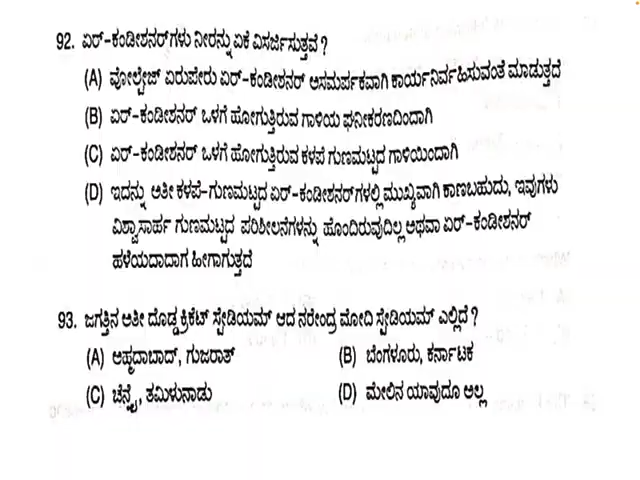 92. ಏರ್-ಕಂಡೀಶನರ್‌ಗಳು ನೀರನ್ನು ಏಕೆ ವಿಸರ್ಜಿಸುತ್ತವೆ ?
(A) ವೋಲ್ಟೇಜ್ ಏರುಪೇರು ಏರ್-ಕಂಡೀಶನರ್ ಅಸಮರ್ಪಕವಾಗಿ ಕಾರ್ಯನಿರ್ವಹಿಸುವಂತೆ ಮಾಡುತ್ತದೆ
(B) ಏರ್-ಕಂಡೀಶನರ್ ಒಳಗೆ ಹೋಗುತ್ತಿರುವ ಗಾಳಿಯ ಘನೀಕರಣದಿಂದಾಗಿ
(C) ಏರ್-ಕಂಡೀಶನರ್ ಒಳಗೆ ಹೋಗುತ್ತಿರುವ ಕಳಪೆ ಗುಣಮಟ್ಟದ ಗಾಳಿಯಿಂದಾಗಿ
(D) ಇದನ್ನು ಅತೀ ಕಳಪೆ-ಗುಣಮಟ್ಟದ ಏರ್-ಕಂಡೀಶನರ್‌ಗಳಲ್ಲಿ ಮುಖ್ಯವಾಗಿ ಕಾಣಬಹುದು, ಇವುಗಳು
ವಿಶ್ವಾಸಾರ್ಹ ಗುಣಮಟ್ಟದ ಪರಿಶೀಲನೆಗಳನ್ನು ಹೊಂದಿರುವುದಿಲ್ಲ ಅಥವಾ ಏರ್-ಕಂಡೀಶನರ್
ಹಳೆಯದಾದಾಗ ಹೀಗಾಗುತ್ತದೆ
93. ಜಗತ್ತಿನ ಅತೀ ದೊಡ್ಡ ಕ್ರಿಕೆಟ್ ಸ್ಟೇಡಿಯಮ್ ಆದ ನರೇಂದ್ರ ಮೋದಿ ಸ್ಟೇಡಿಯಮ್ ಎಲ್ಲಿದೆ ?
(A) ಅಹ್ಮದಾಬಾದ್, ಗುಜರಾತ್ (B) ಬೆಂಗಳೂರು, ಕರ್ನಾಟಕ
(C) ಚೆನ್ನೈ, ತಮಿಳುನಾಡು (D) ಮೇಲಿನ ಯಾವುದೂ ಅಲ್ಲ